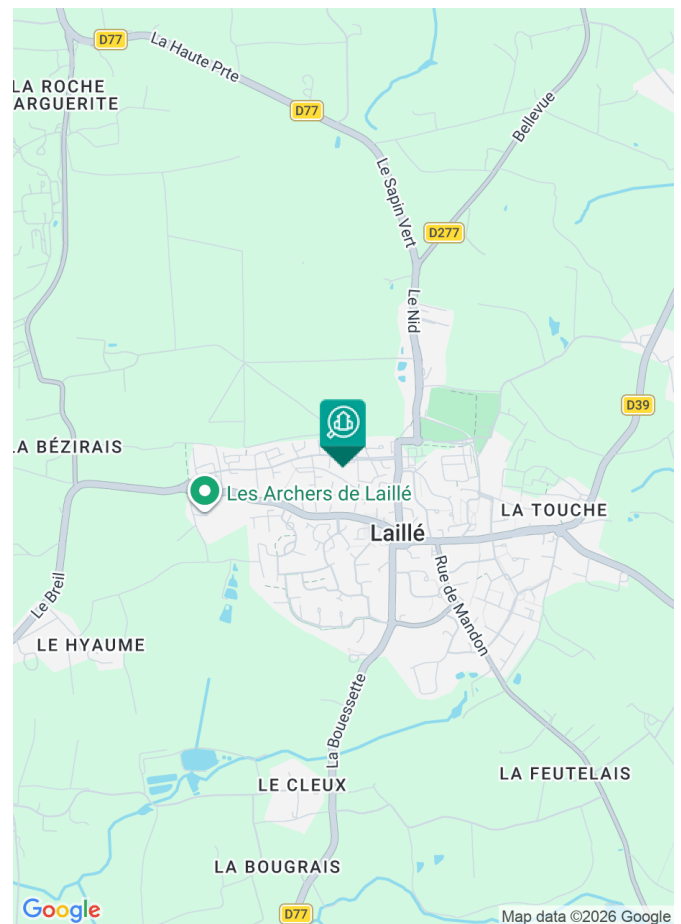 D77
La Haute Prte
LA ROCHE
ARGUERITE
D77
Bellevue
Le Sapin Vert
D277
Le Nid
D39
LA BÉZIRAIS
Les Archers de Laillé
LA TOUCHE
Laillé
Rue de Mandon
Le Breil
LE HYAUME
La Bouessette
LA FEUTELAIS
LE CLEUX
LA BOUGRAIS
Google
D77
Map data ©2026 Google